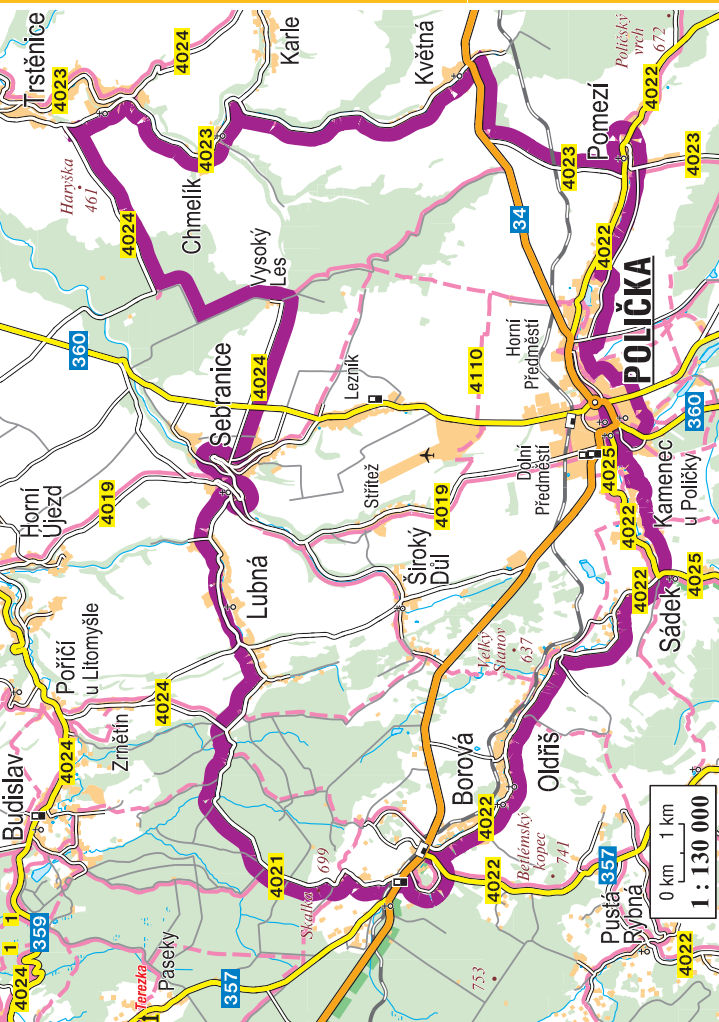 Trstěnice
4023
4024
Karle
Květná
Poličský
vrch
672
4022
Haryška
461
4024
Chmelík
4023
Pomezí
4023
4023
Vysoký
Les
34
4022
360
Sebranice
4024
Lezník
4110
Horní
Předměstí
POLIČKA
360
Horní
Újezd
4019
Střítež
4019
Dolní
Předměstí
4025
4022
Kamenec
u Poličky
Lubná
Široký
Důl
4022
4025
Sádek
Poříčí
u Litomyšle
4024
Zrnětín
4024
Velký
Stanov
637
Budislav
Borová
Oldřiš
4022
1
1
359
4024
4021
Skalka
699
4022
Betlémský
kopec
741
357
Pustá
Rybná
4022
Terezka
Paseky
357
753
0 km 1 km
1 : 130 000